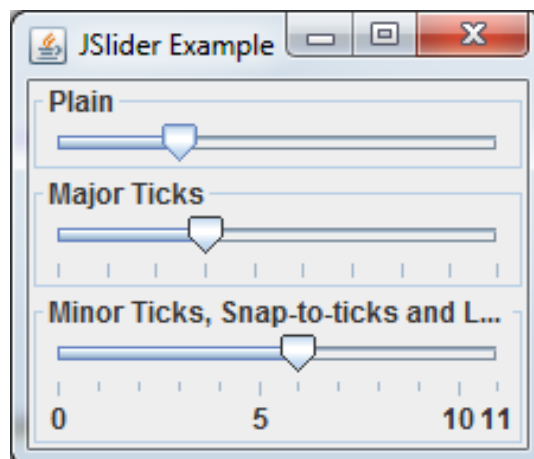 JSlider Example
Plain
Major Ticks
Minor Ticks, Snap-to-ticks and L...
0 5 10 11